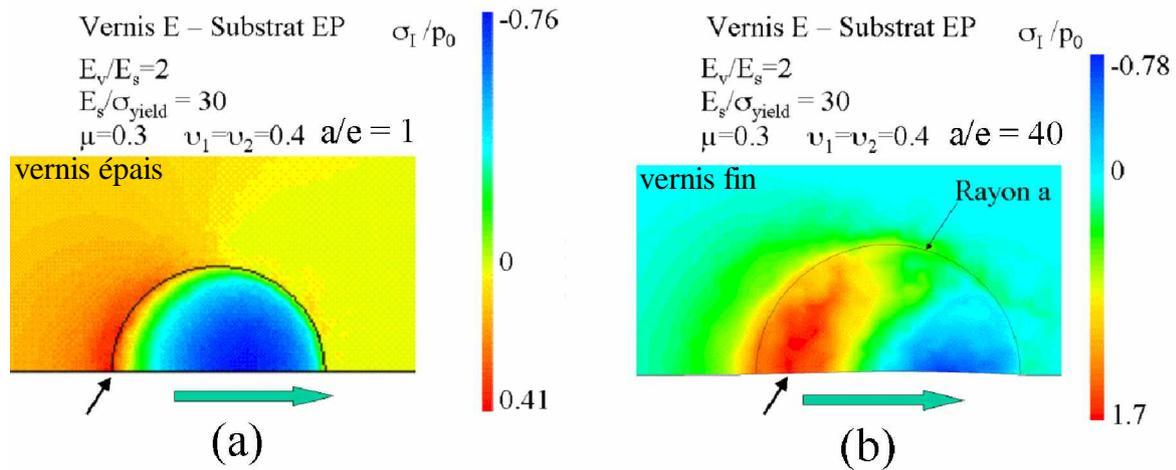 Vernis E – Substrat EP
σI /p0
-0.76
Ev/Es=2
Es/σyield = 30
μ=0.3 υ1=υ2=0.4 a/e = 1
vernis épais
0
0.41
(a)
Vernis E – Substrat EP
σI /p0
-0.78
Ev/Es=2
Es/σyield = 30
μ=0.3 υ1=υ2=0.4 a/e = 40
vernis fin
0
Rayon a
1.7
(b)